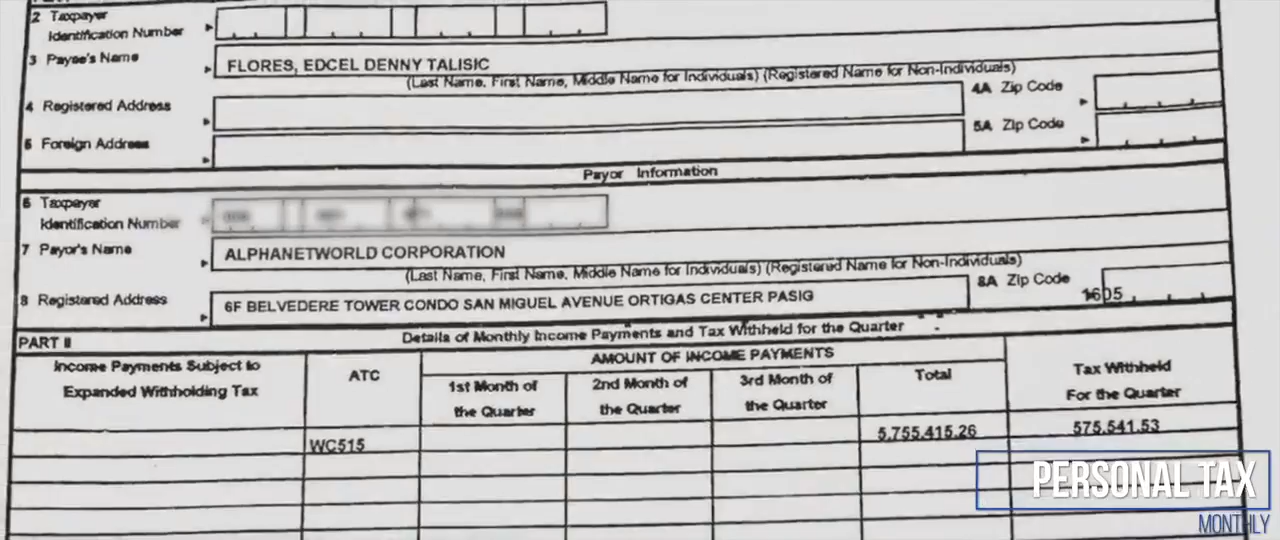 2 Taxpayer
Identification Number
3 Payee's Name
FLORES, EDCEL DENNY TALISIC
(Last Name, First Name, Middle Name for Individuals) (Registered Name for Non-Individuals)
4 Registered Address
4A Zip Code
5 Foreign Address
5A Zip Code
Payor Information
6 Taxpayer
Identification Number
7 Payor's Name
ALPHANETWORLD CORPORATION
(Last Name, First Name, Middle Name for Individuals) (Registered Name for Non-Individuals)
8 Registered Address
6F BELVEDERE TOWER CONDO SAN MIGUEL AVENUE ORTIGAS CENTER PASIG
8A Zip Code
1605
PART II
Details of Monthly Income Payments and Tax Withheld for the Quarter
Income Payments Subject to
Expanded Withholding Tax
ATC
AMOUNT OF INCOME PAYMENTS
1st Month of
the Quarter
2nd Month of
the Quarter
3rd Month of
the Quarter
Total
Tax Withheld
For the Quarter
WC515
5,755,415.26
575,541.53
PERSONAL TAX
MONTHLY